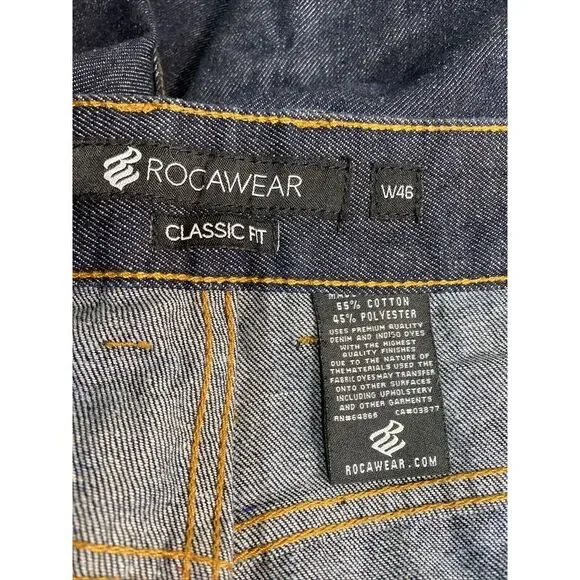 ROCAWEAR
W46
CLASSIC FIT
55% COTTON
45% POLYESTER
USES PREMIUM QUALITY
DENIM AND INDIGO DYES
WITH THE HIGHEST
QUALITY FINISHES
DUE TO THE NATURE OF
THE MATERIALS USED THE
FABRIC DYES MAY TRANSFER
ONTO OTHER SURFACES
INCLUDING UPHOLSTERY
AND OTHER GARMENTS
RN#64866 CA#03877
ROCAWEAR.COM